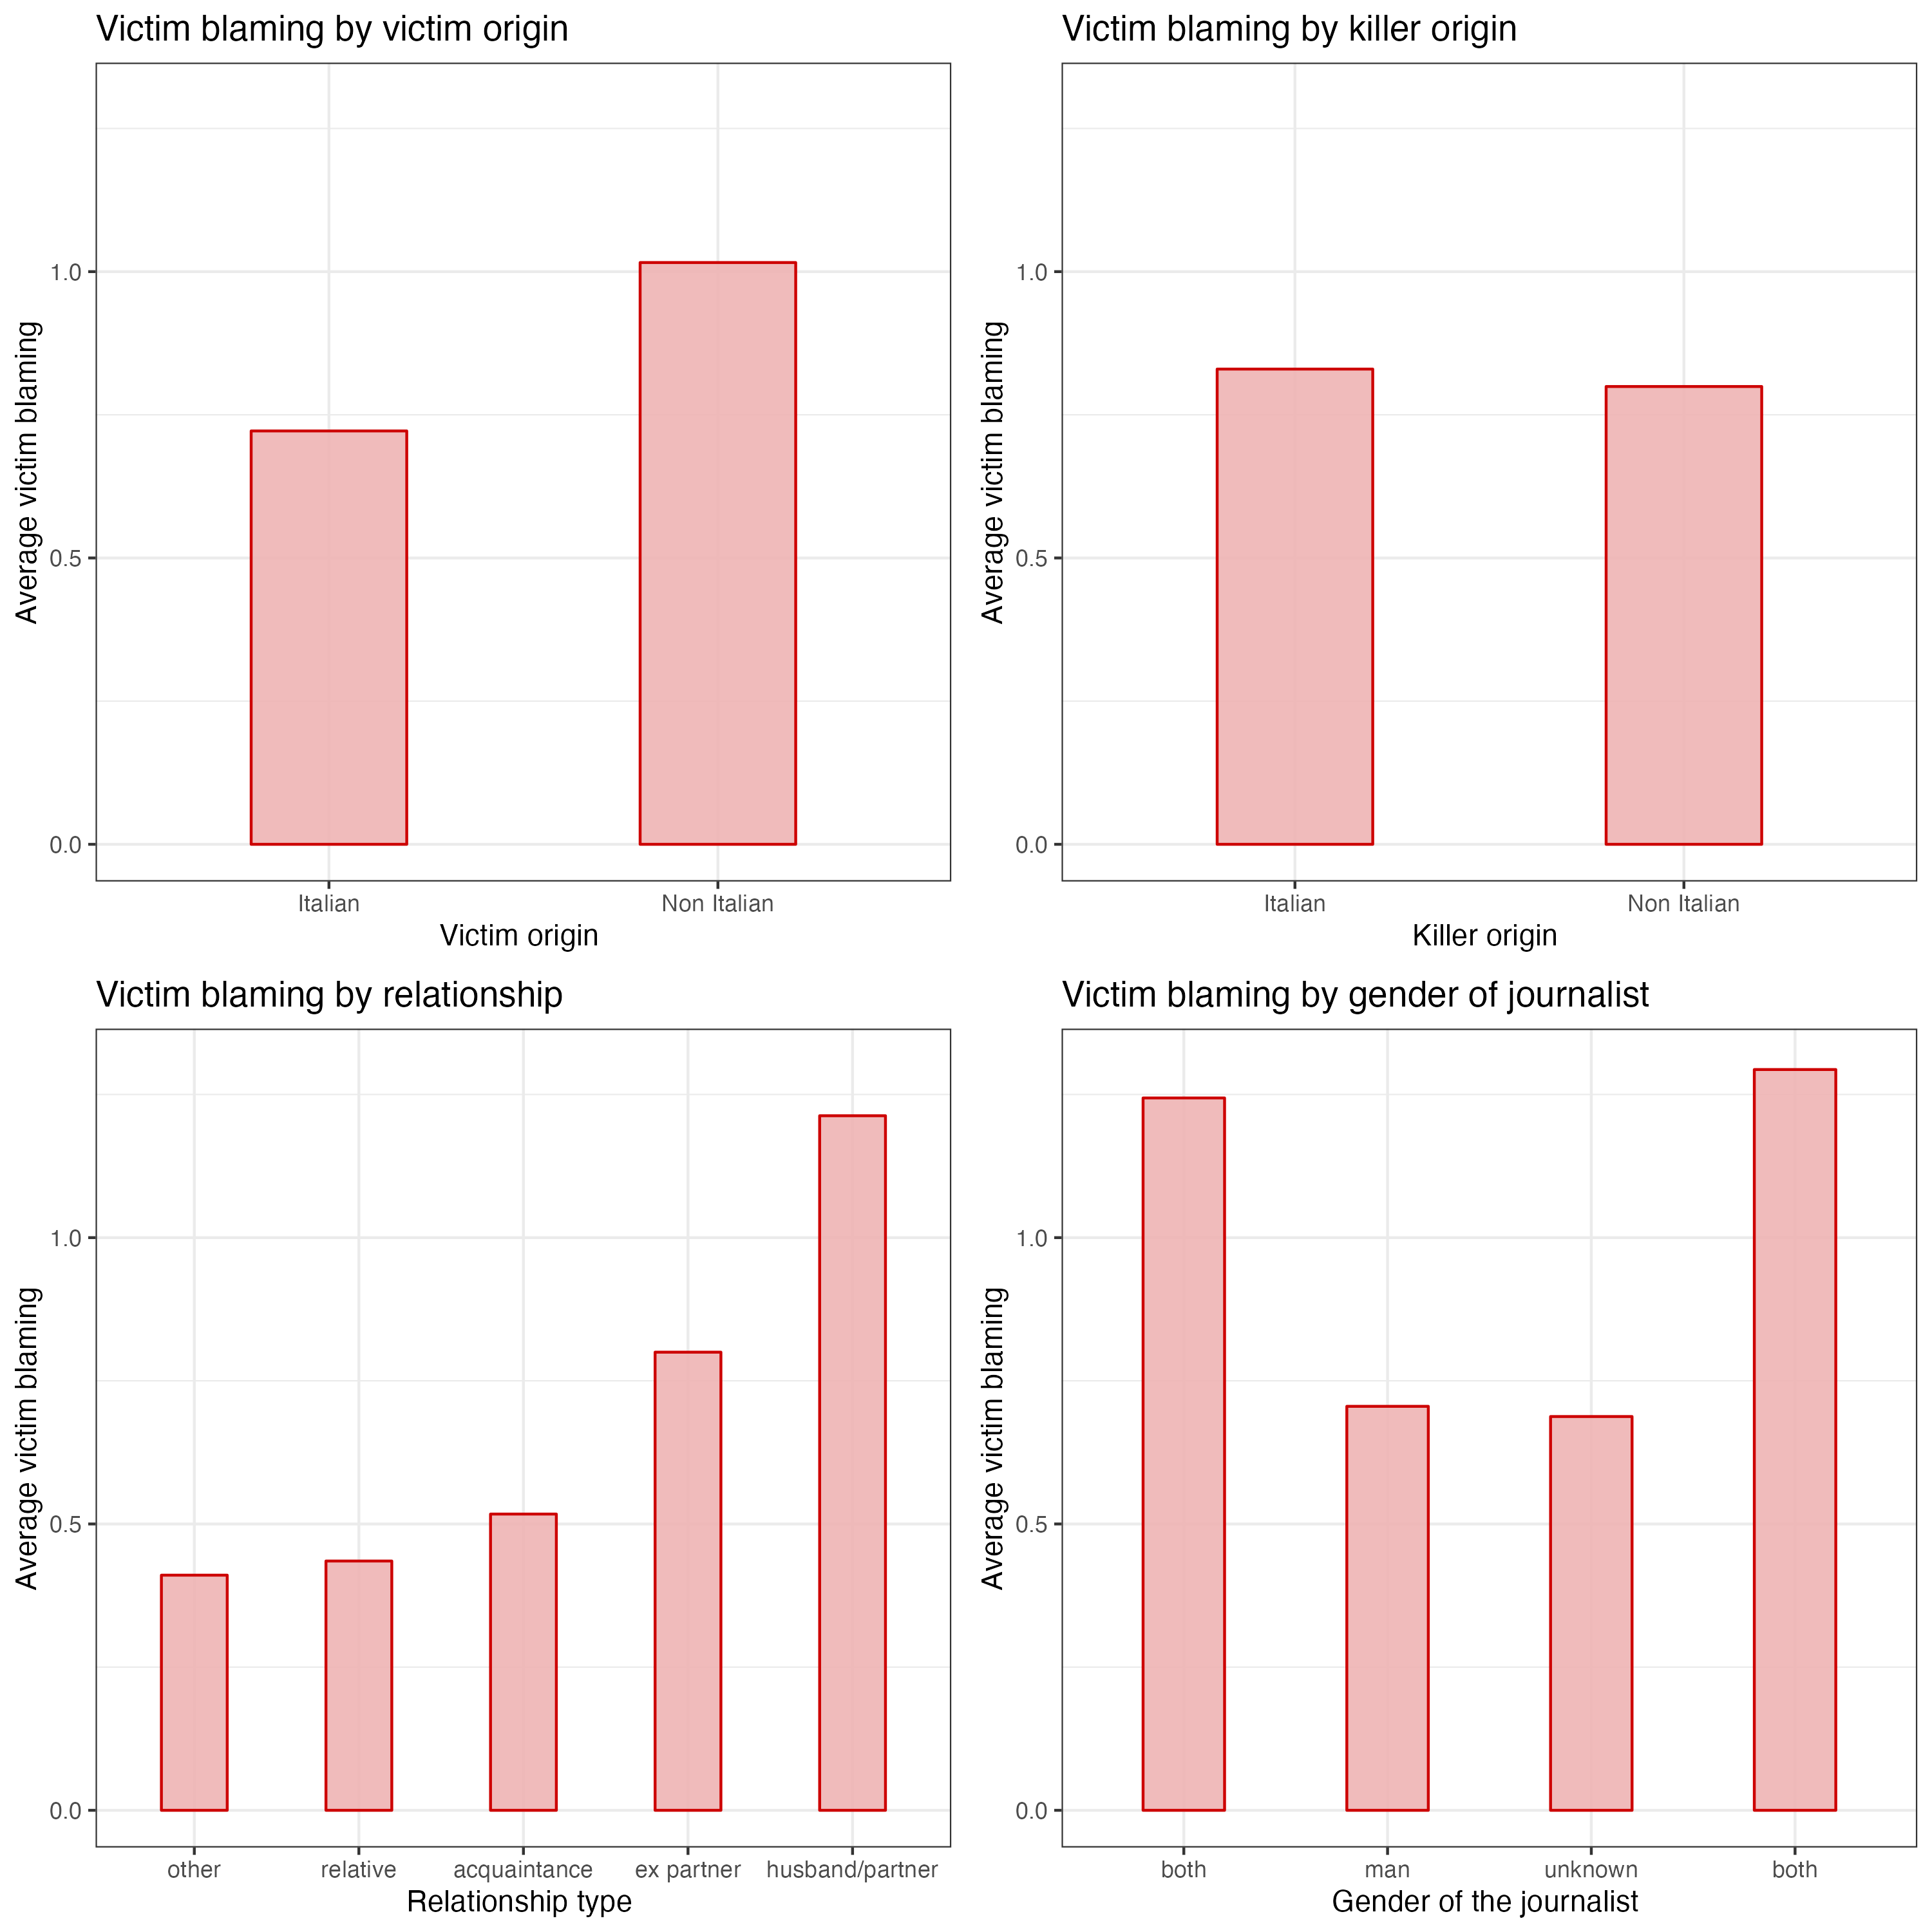 Victim blaming by victim origin
Average victim blaming
1.0
0.5
0.0
Italian
Non Italian
Victim origin
Victim blaming by killer origin
Average victim blaming
1.0
0.5
0.0
Italian
Non Italian
Killer origin
Victim blaming by relationship
Average victim blaming
1.0
0.5
0.0
other
relative
acquaintance
ex partner
husband/partner
Relationship type
Victim blaming by gender of journalist
Average victim blaming
1.0
0.5
0.0
both
man
unknown
both
Gender of the journalist